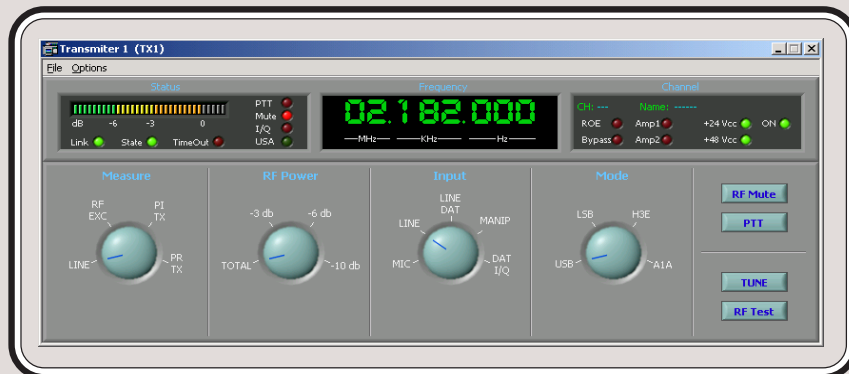 Transmiter 1 (TX1)
File Options
Status
Frequency
Channel
dB -6 -3 0
Link State TimeOut
PTT
Mute
I/Q
USA
02.182.000
MHz KHz Hz
CH: --- Name: ------
ROE Amp1 +24 Vcc ON
Bypass Amp2 +48 Vcc
Measure
RF EXC
PI TX
LINE
PR TX
RF Power
-3 db -6 db
TOTAL -10 db
Input
LINE DAT
LINE MANIP
MIC
DAT I/Q
Mode
LSB H3E
USB A1A
RF Mute
PTT
TUNE
RF Test